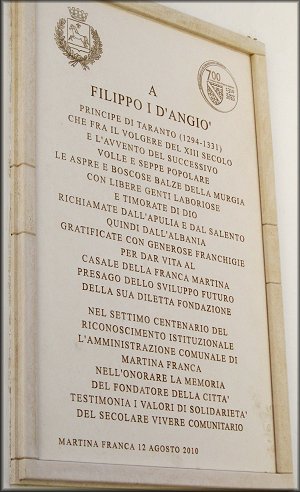 A
FILIPPO I D'ANGIO'
PRINCIPE DI TARANTO (1294-1331)
CHE FRA IL VOLGERE DEL XIII SECOLO
E L'AVVENTO DEL SUCCESSIVO
VOLLE E SEPPE POPOLARE
LE ASPRE E BOSCOSE BALZE DELLA MURGIA
CON LIBERE GENTI LABORIOSE
E TIMORATE DI DIO
RICHIAMATE DALL'APULIA E DAL SALENTO
QUINDI DALL'ALBANIA
GRATIFICATE CON GENEROSE FRANCHIGIE
PER DAR VITA AL
CASALE DELLA FRANCA MARTINA
PRESAGO DELLO SVILUPPO FUTURO
DELLA SUA DILETTA FONDAZIONE
NEL SETTIMO CENTENARIO DEL
RICONOSCIMENTO ISTITUZIONALE
L'AMMINISTRAZIONE COMUNALE DI
MARTINA FRANCA
NELL'ONORARE LA MEMORIA
DEL FONDATORE DELLA CITTA'
TESTIMONIA I VALORI DI SOLIDARIETA'
DEL SECOLARE VIVERE COMUNITARIO
MARTINA FRANCA 12 AGOSTO 2010
700